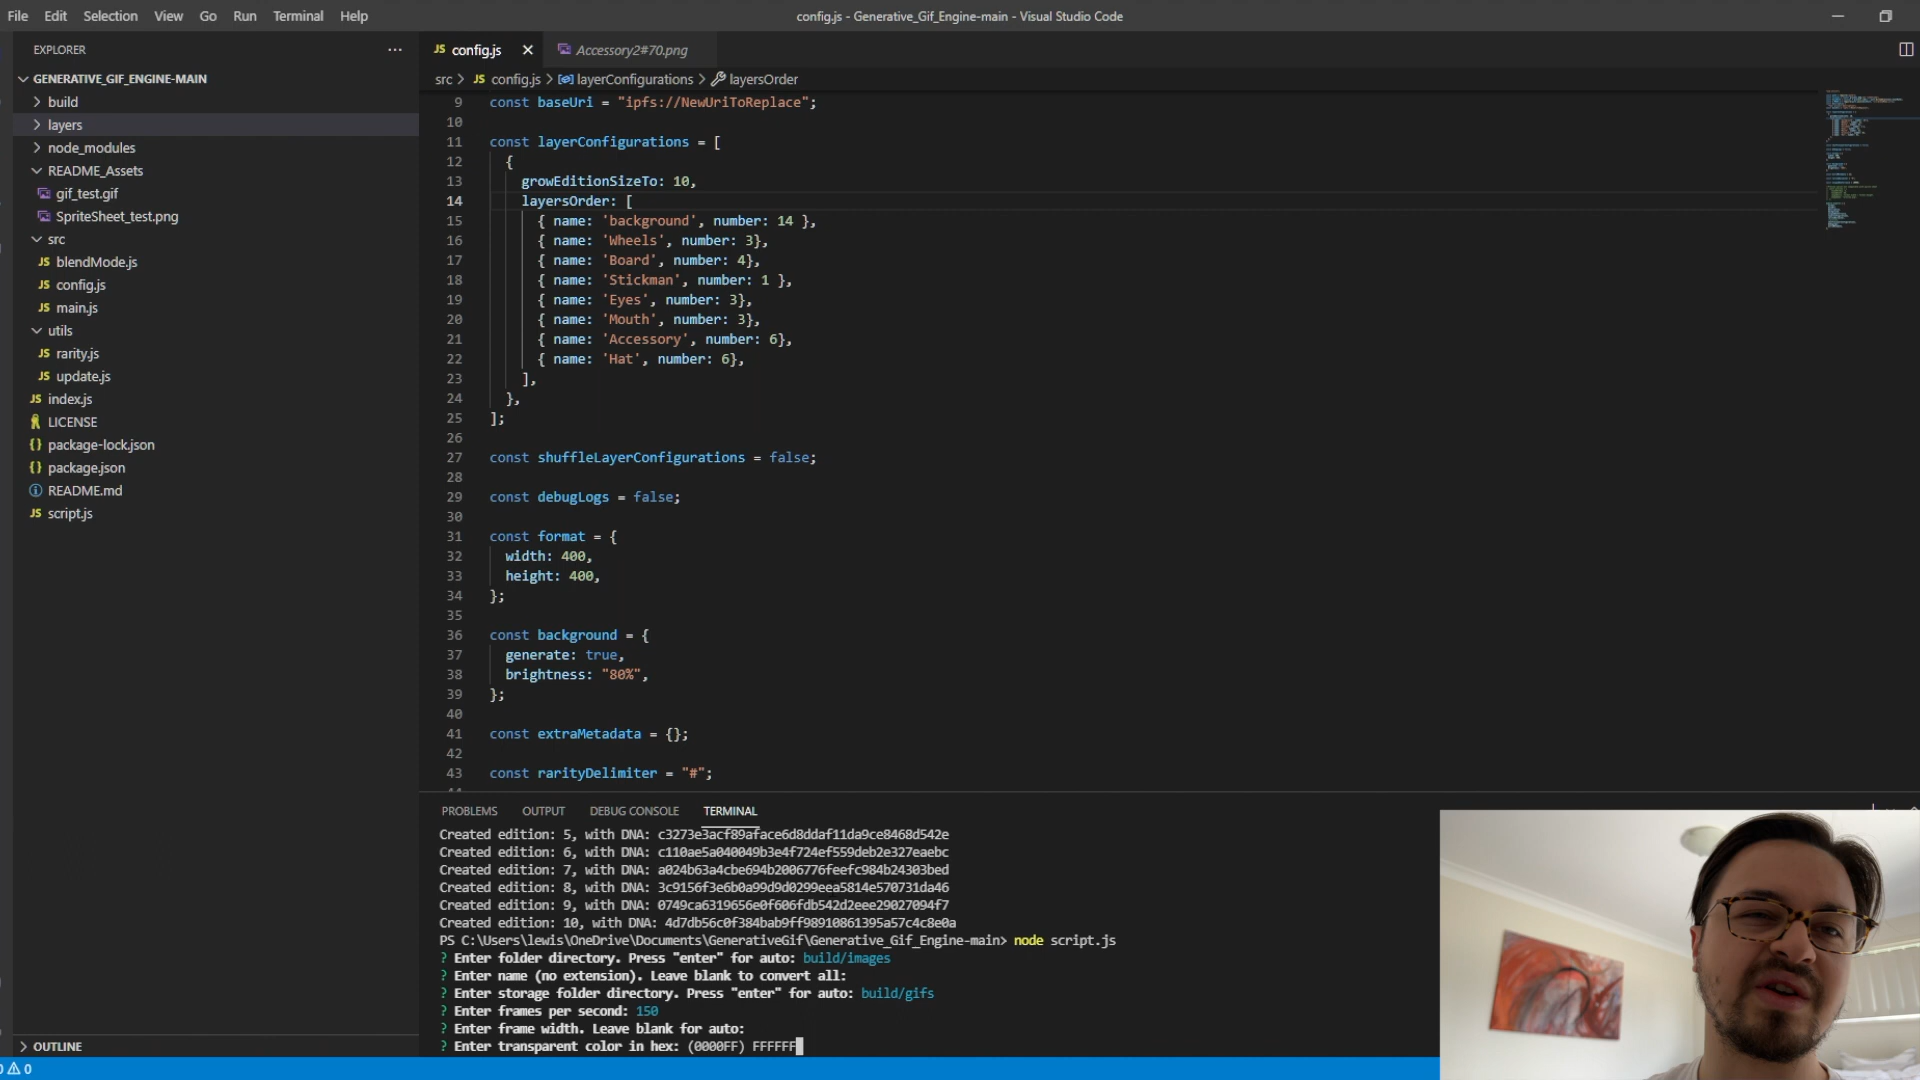 File Edit Selection View Go Run Terminal Help
config.js - Generative_Gif_Engine-main - Visual Studio Code
EXPLORER ···
JS config.js ×
Accessory2#70.png
src > JS config.js > layerConfigurations > layersOrder
GENERATIVE_GIF_ENGINE-MAIN
build
layers
node_modules
README_Assets
gif_test.gif
SpriteSheet_test.png
src
JS blendMode.js
JS config.js
JS main.js
utils
JS rarity.js
JS update.js
JS index.js
LICENSE
{} package-lock.json
{} package.json
README.md
JS script.js
OUTLINE
0
9 const baseUri = "ipfs://NewUriToReplace";
10
11 const layerConfigurations = [
12 {
13 growEditionSizeTo: 10,
14 layersOrder: [
15 { name: 'background', number: 14 },
16 { name: 'Wheels', number: 3},
17 { name: 'Board', number: 4},
18 { name: 'Stickman', number: 1 },
19 { name: 'Eyes', number: 3},
20 { name: 'Mouth', number: 3},
21 { name: 'Accessory', number: 6},
22 { name: 'Hat', number: 6},
23 ],
24 },
25 ];
26
27 const shuffleLayerConfigurations = false;
28
29 const debugLogs = false;
30
31 const format = {
32 width: 400,
33 height: 400,
34 };
35
36 const background = {
37 generate: true,
38 brightness: "80%",
39 };
40
41 const extraMetadata = {};
42
43 const rarityDelimiter = "#";
PROBLEMS OUTPUT DEBUG CONSOLE TERMINAL
Created edition: 5, with DNA: c3273e3acf89aface6d8ddaf11da9ce8468d542e
Created edition: 6, with DNA: c110ae5a040049b3e4f724ef559deb2e327eaebc
Created edition: 7, with DNA: a024b63a4cbe694b2006776feefc984b24303bed
Created edition: 8, with DNA: 3c9156f3e6b0a99d9d0299eea5814e570731da46
Created edition: 9, with DNA: 0749ca6319656e0f606fdb542d2eee29027094f7
Created edition: 10, with DNA: 4d7db56c0f384bab9ff98910861395a57c4c8e0a
PS C:\Users\lewis\OneDrive\Documents\GenerativeGif\Generative_Gif_Engine-main> node script.js
? Enter folder directory. Press "enter" for auto: build/images
? Enter name (no extension). Leave blank to convert all:
? Enter storage folder directory. Press "enter" for auto: build/gifs
? Enter frames per second: 150
? Enter frame width. Leave blank for auto:
? Enter transparent color in hex: (0000FF) FFFFFF